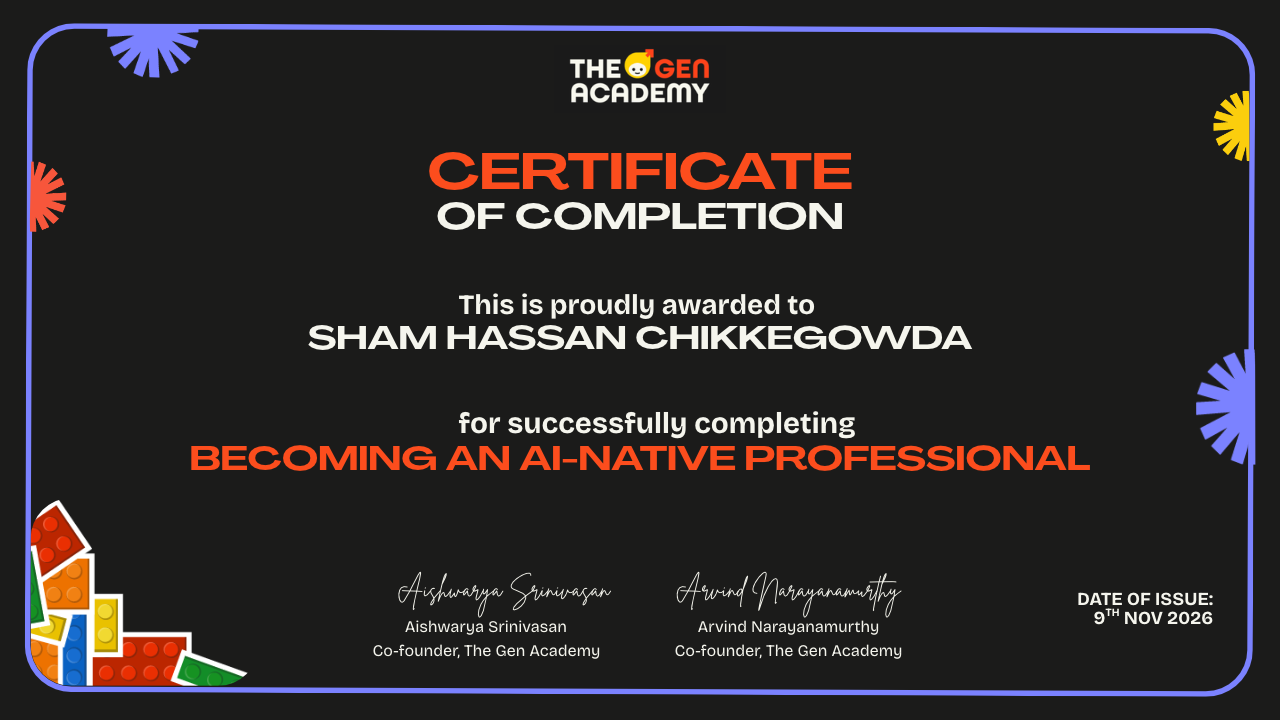 THE GEN
ACADEMY
CERTIFICATE
OF COMPLETION
This is proudly awarded to
SHAM HASSAN CHIKKEGOWDA
for successfully completing
BECOMING AN AI-NATIVE PROFESSIONAL
Aishwarya Srinivasan
Arvind Narayanamurthy
Aishwarya Srinivasan
Arvind Narayanamurthy
Co-founder, The Gen Academy
Co-founder, The Gen Academy
DATE OF ISSUE:
9TH NOV 2026